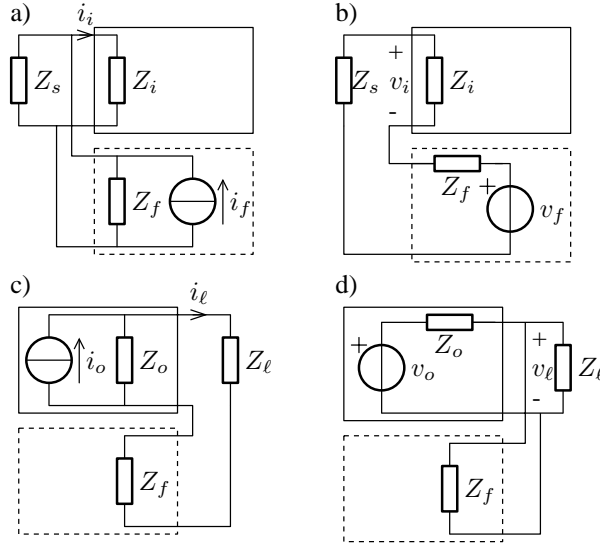 a) i_i
Z_s Z_i
Z_f i_f
b)
+
Z_s v_i Z_i
-
Z_f +
v_f
c) i_ℓ
i_o Z_o Z_ℓ
Z_f
d)
+ Z_o +
v_o v_ℓ Z_ℓ
-
Z_f